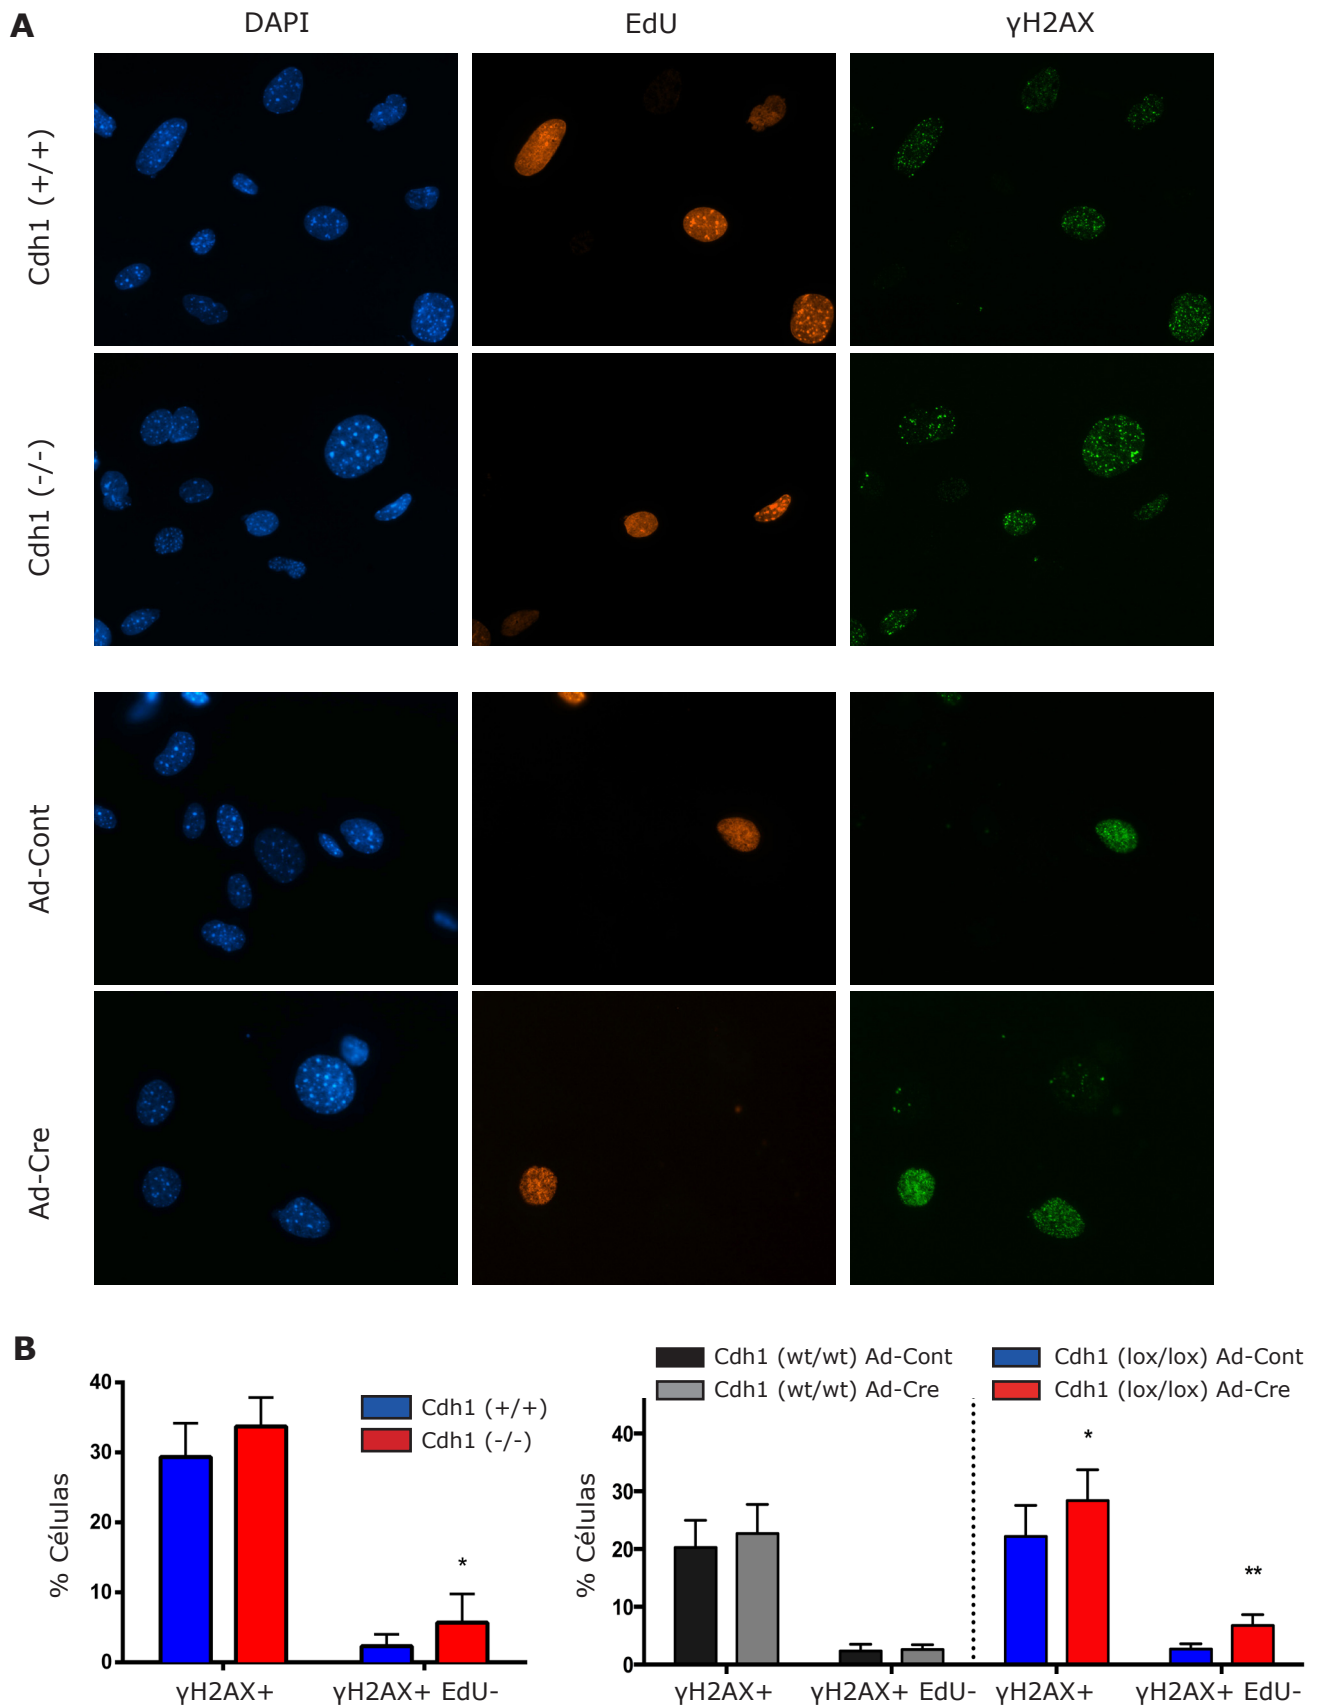 A
DAPI EdU γH2AX
Cdh1 (+/+)
Cdh1 (-/-)
Ad-Cont
Ad-Cre
B
% Células
40
30
20
10
0
Cdh1 (+/+)
Cdh1 (-/-)
*
γH2AX+ γH2AX+ EdU-
Cdh1 (wt/wt) Ad-Cont
Cdh1 (wt/wt) Ad-Cre
Cdh1 (lox/lox) Ad-Cont
Cdh1 (lox/lox) Ad-Cre
% Células
40
30
20
10
0
*
**
γH2AX+ γH2AX+ EdU- γH2AX+ γH2AX+ EdU-